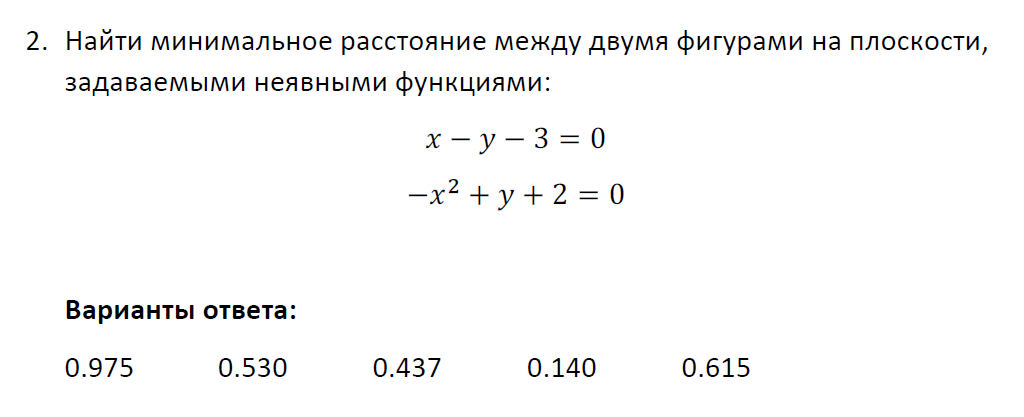 2. Найти минимальное расстояние между двумя фигурами на плоскости,
задаваемыми неявными функциями:
x − y − 3 = 0
−x² + y + 2 = 0
Варианты ответа:
0.975 0.530 0.437 0.140 0.615